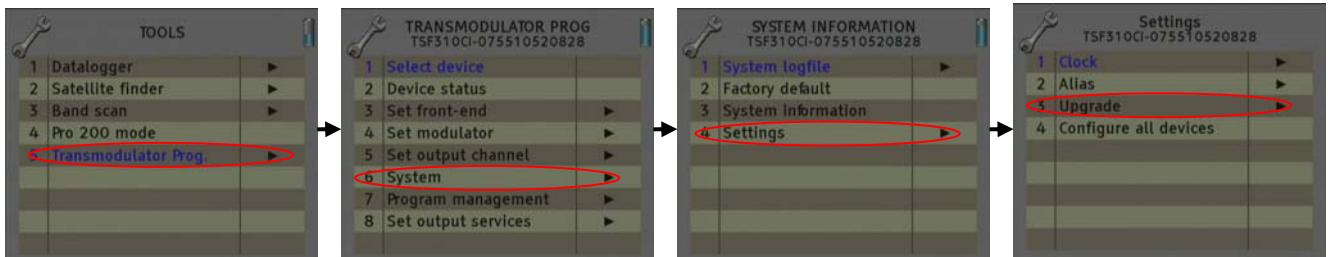 TOOLS
1 Datalogger ►
2 Satellite finder ►
3 Band scan ►
4 Pro 200 mode
5 Transmodulator Prog. ►
TRANSMODULATOR PROG
TSF310CI-075510520828
1 Select device
2 Device status
3 Set front-end ►
4 Set modulator ►
5 Set output channel ►
6 System ►
7 Program management ►
8 Set output services ►
SYSTEM INFORMATION
TSF310CI-075510520828
1 System logfile ►
2 Factory default
3 System Information
4 Settings ►
Settings
TSF310CI-075510520828
1 Clock ►
2 Alias ►
3 Upgrade ►
4 Configure all devices